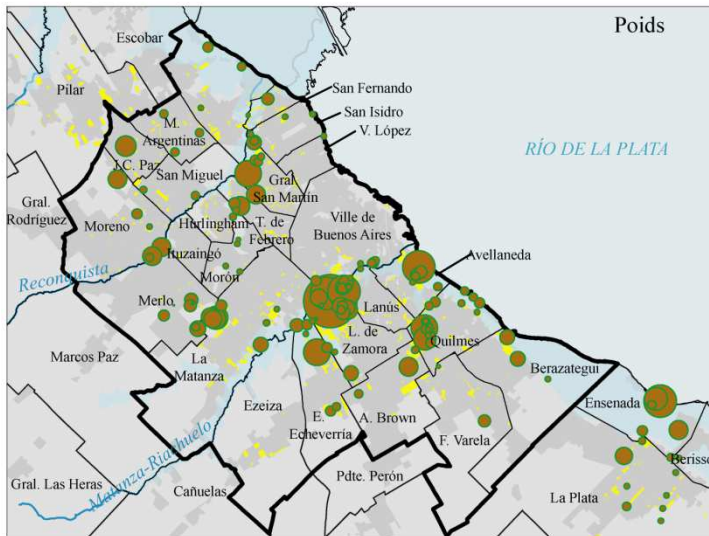 Poids
Escobar
Pilar
San Fernando
San Isidro
V. López
M.
Argentinas
RÍO DE LA PLATA
J.C. Paz
San Miguel
Gral.
San Martín
Gral.
Rodríguez
Moreno
Hurlingham
T. de
Febrero
Ville de
Buenos Aires
Ituzaingó
Avellaneda
Reconquista
Morón
Merlo
Lanús
L. de
Zamora
Quilmes
Marcos Paz
La
Matanza
Berazategui
Ezeiza
Ensenada
E.
Echeverría
A. Brown
F. Varela
Matanza-Riachuelo
Berisso
Gral. Las Heras
Cañuelas
Pdte. Perón
La Plata